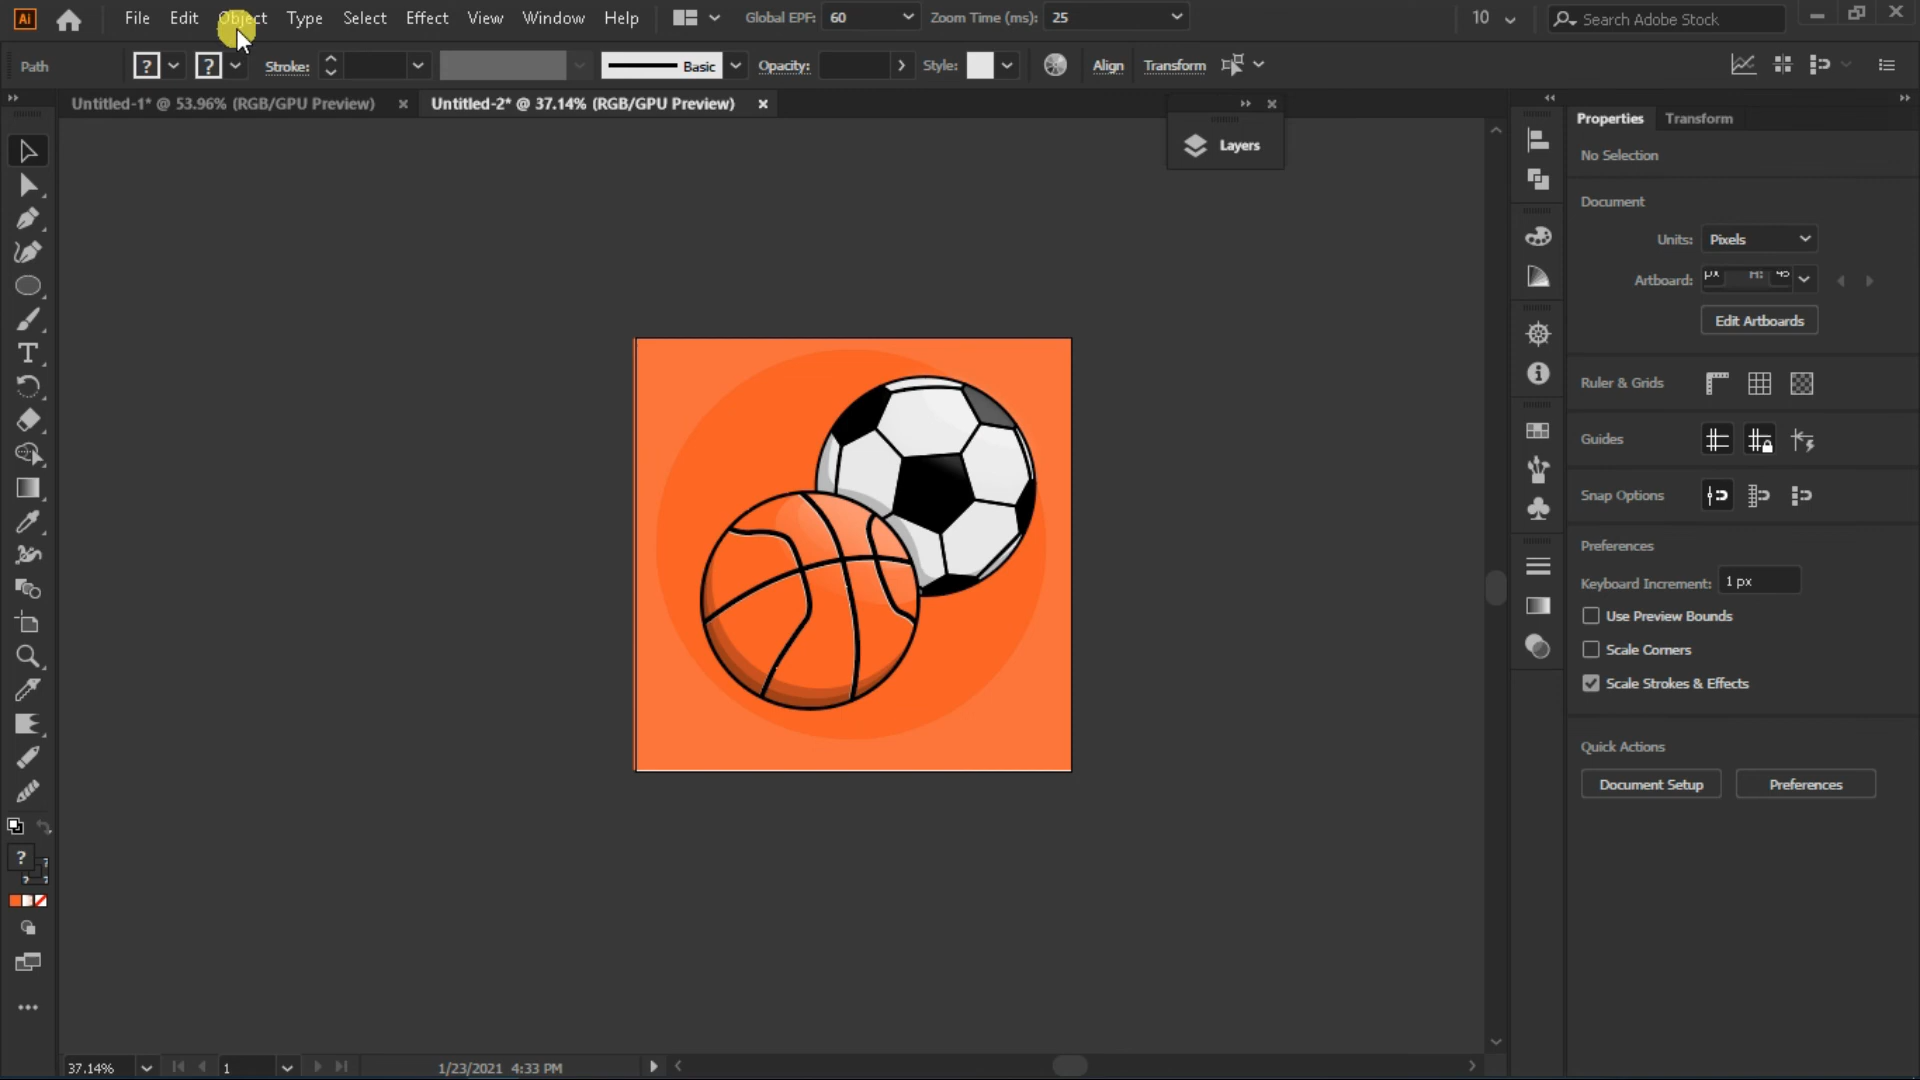 Ai File Edit Object Type Select Effect View Window Help Global EPF: 60 Zoom Time (ms): 25 10 Search Adobe Stock
Path ? ? Stroke: Basic Opacity: Style: Align Transform
Untitled-1* @ 53.96% (RGB/GPU Preview) Untitled-2* @ 37.14% (RGB/GPU Preview)
Layers
Properties Transform
No Selection
Document
Units: Pixels
Artboard: px H: 45
Edit Artboards
Ruler & Grids
Guides
Snap Options
Preferences
Keyboard Increment: 1 px
Use Preview Bounds
Scale Corners
Scale Strokes & Effects
Quick Actions
Document Setup Preferences
T
?
? ? ?
37.14% 1 1/23/2021 4:33 PM